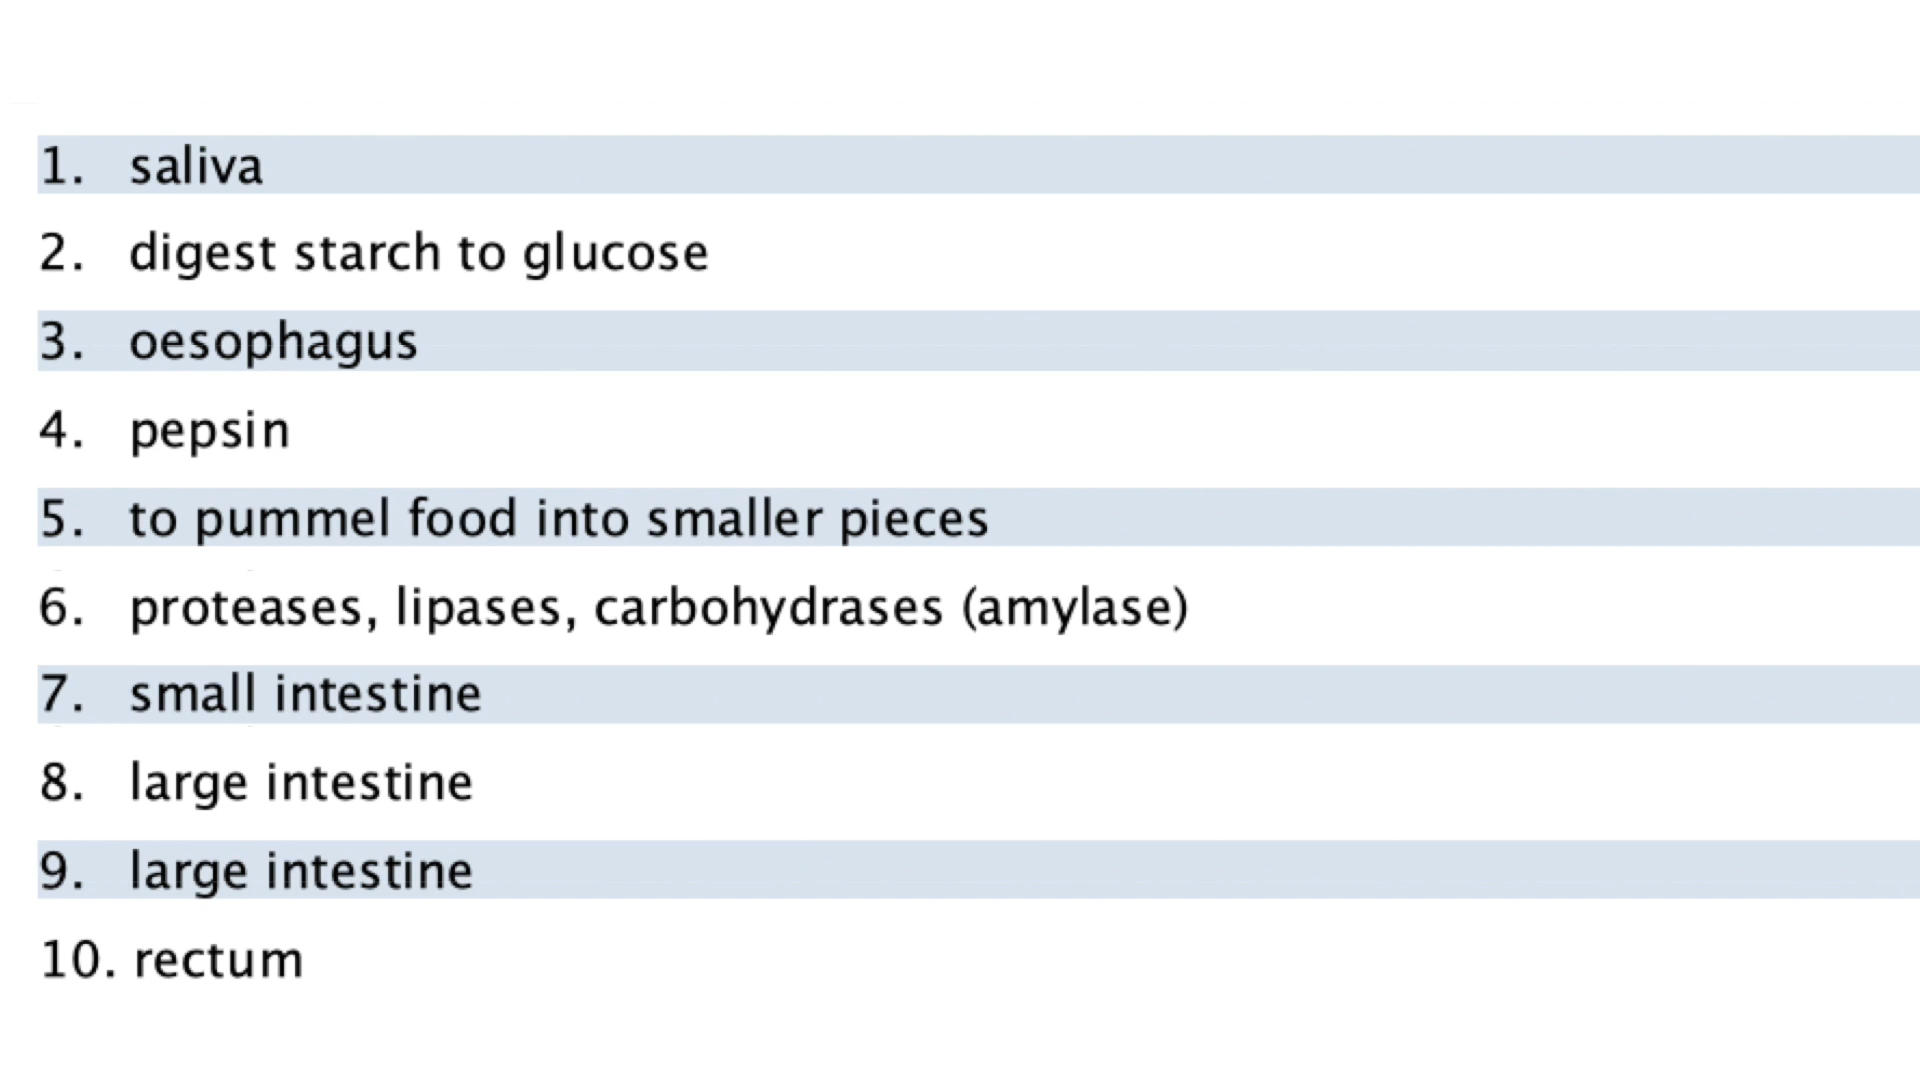 1. saliva
2. digest starch to glucose
3. oesophagus
4. pepsin
5. to pummel food into smaller pieces
6. proteases, lipases, carbohydrases (amylase)
7. small intestine
8. large intestine
9. large intestine
10. rectum